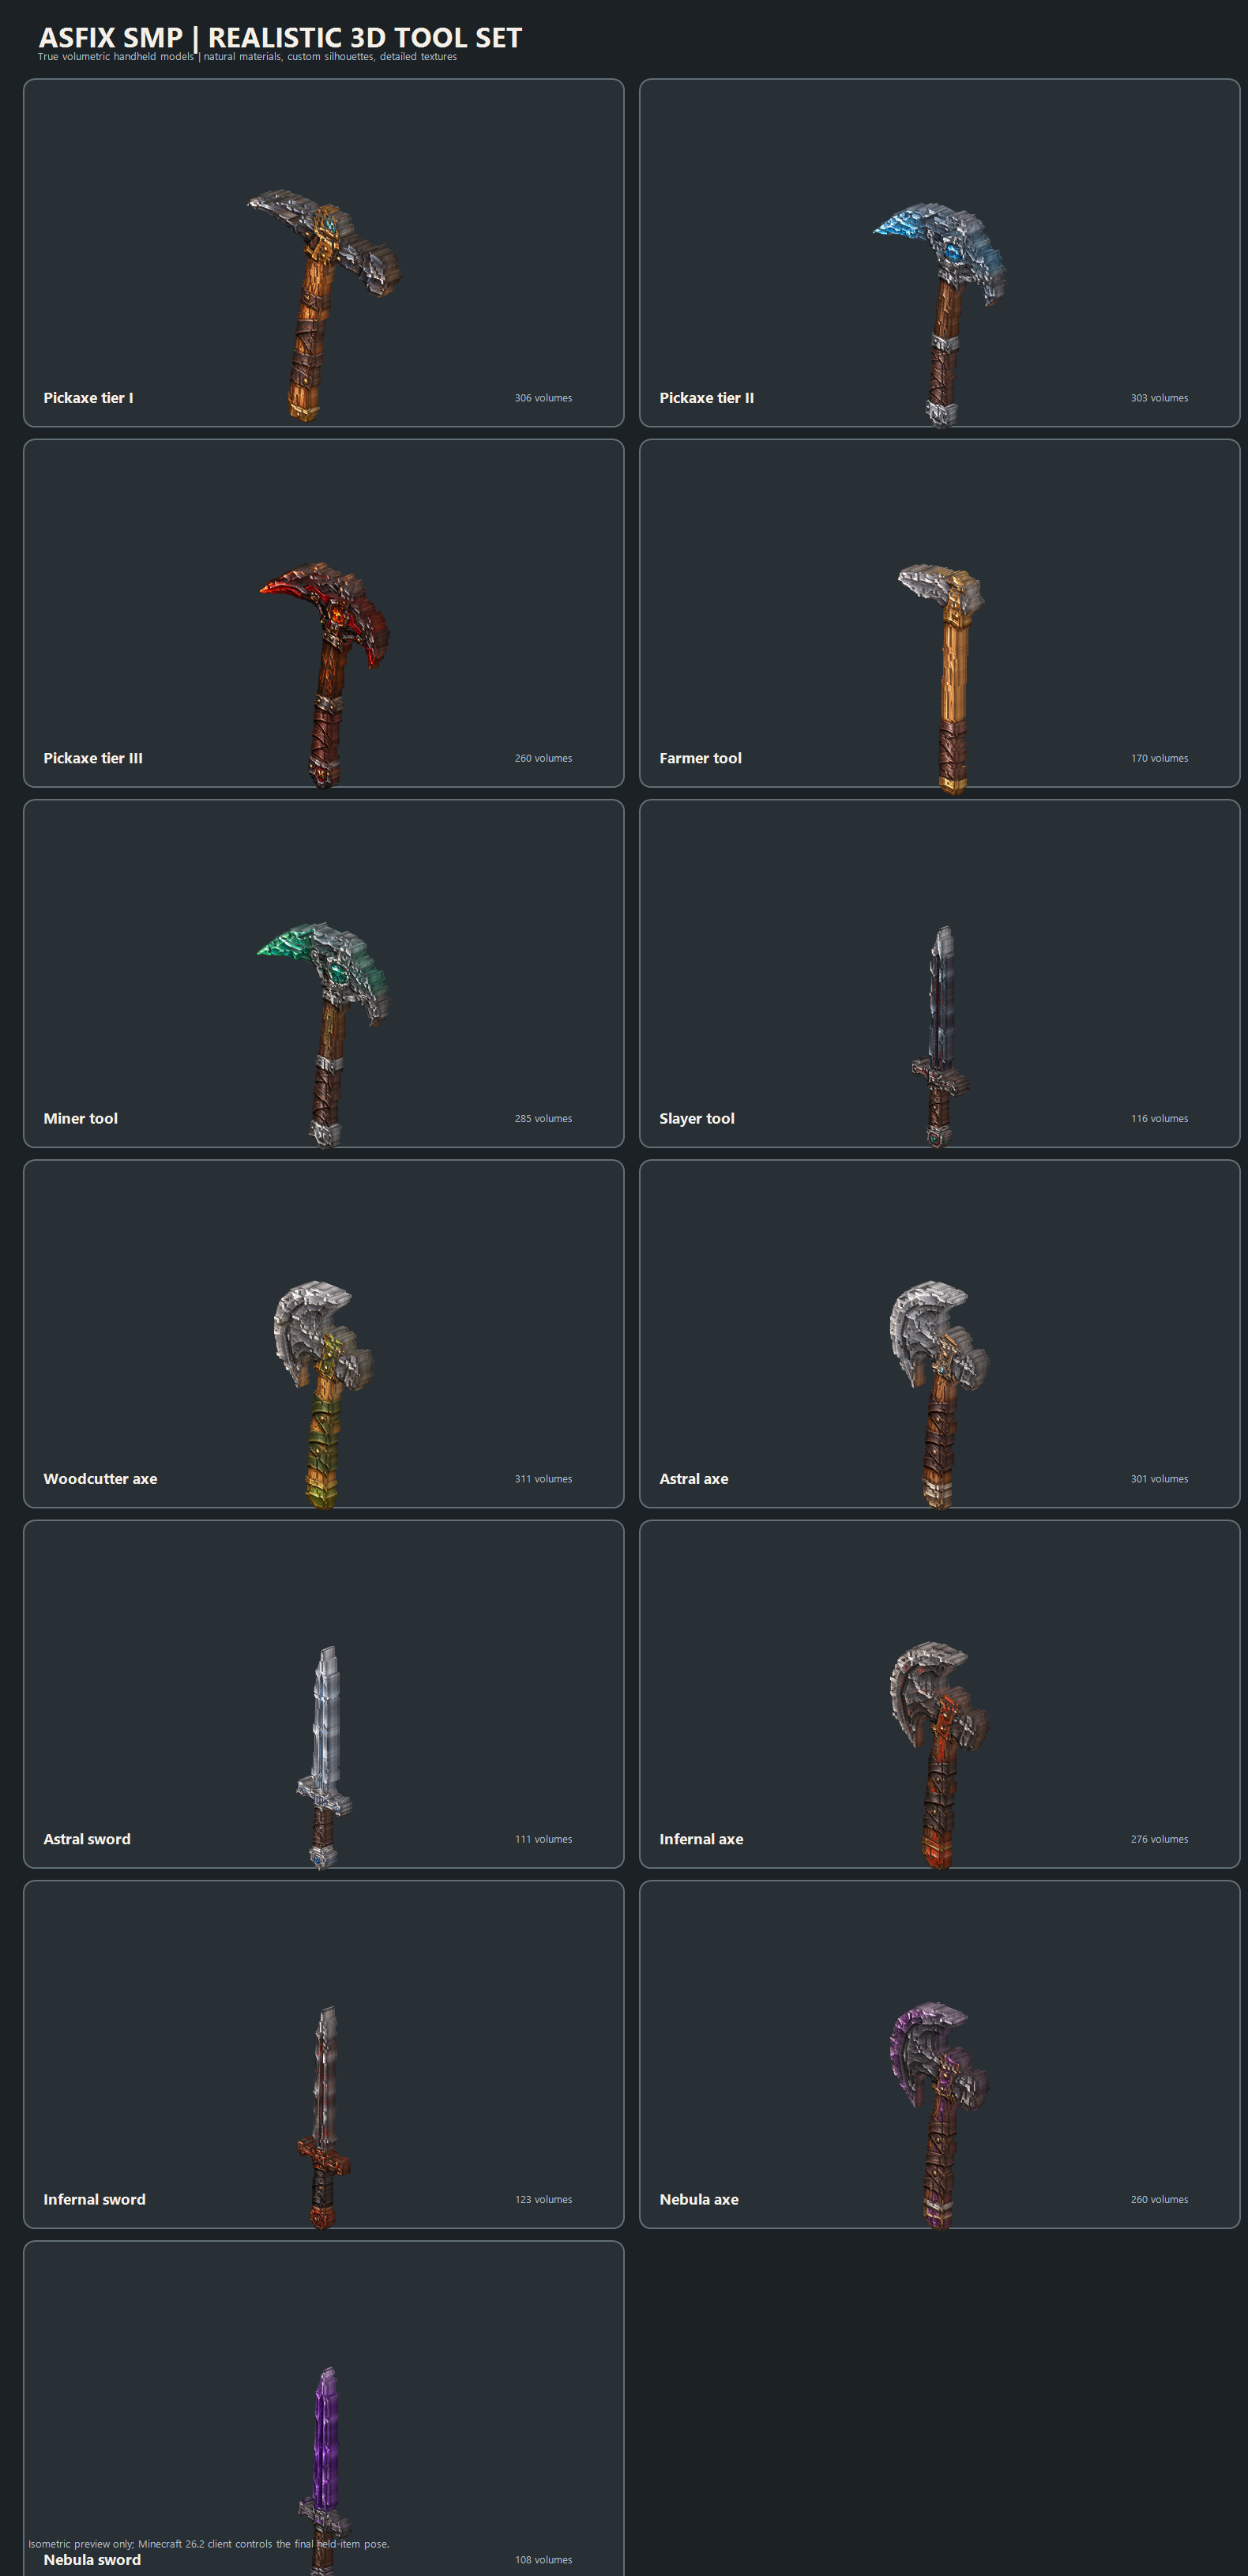 ASFIX SMP | REALISTIC 3D TOOL SET
True volumetric handheld models | natural materials, custom silhouettes, detailed textures
Pickaxe tier I
306 volumes
Pickaxe tier II
303 volumes
Pickaxe tier III
260 volumes
Farmer tool
170 volumes
Miner tool
285 volumes
Slayer tool
116 volumes
Woodcutter axe
311 volumes
Astral axe
301 volumes
Astral sword
111 volumes
Infernal axe
276 volumes
Infernal sword
123 volumes
Nebula axe
260 volumes
Isometric preview only; Minecraft 26.2 client controls the final held-item pose.
Nebula sword
108 volumes